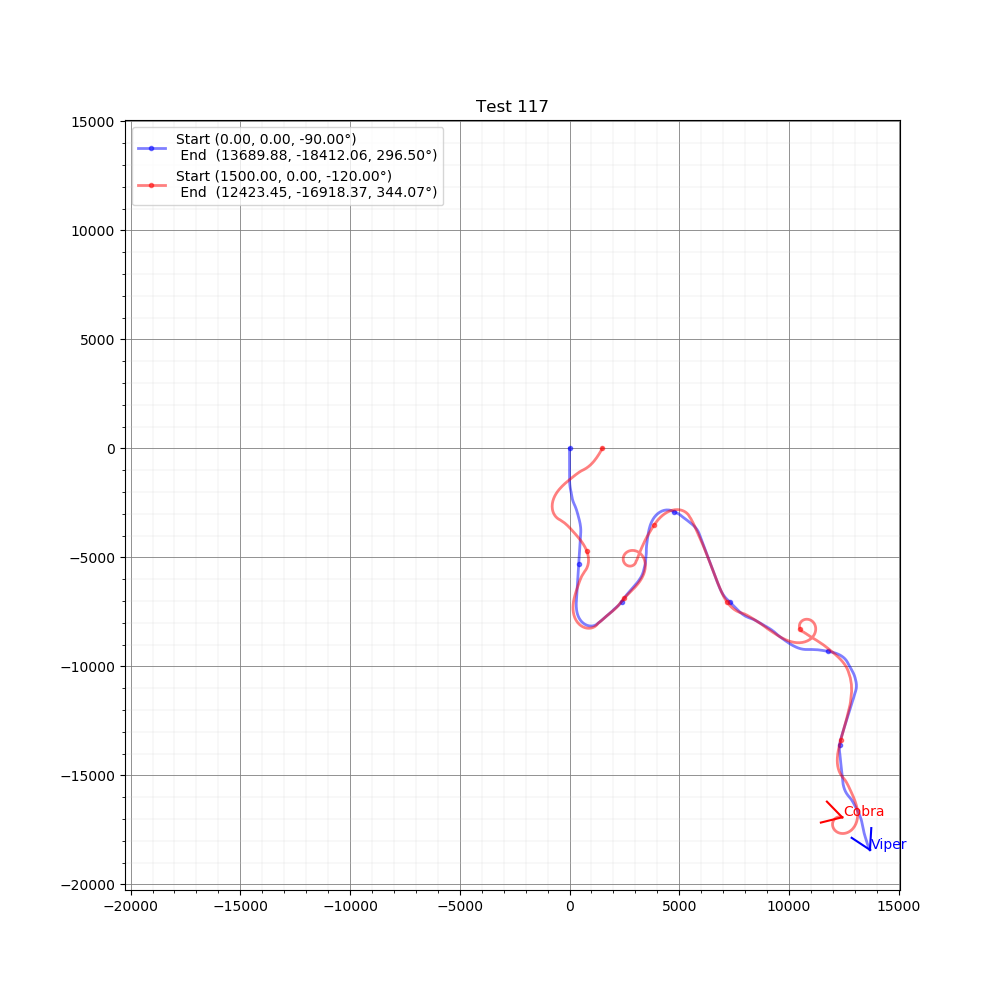 Test 117
Start (0.00, 0.00, -90.00°)
End  (13689.88, -18412.06, 296.50°)
Start (1500.00, 0.00, -120.00°)
End  (12423.45, -16918.37, 344.07°)
15000
10000
5000
0
−5000
−10000
−15000
−20000
Cobra
Viper
−20000 −15000 −10000 −5000 0 5000 10000 15000